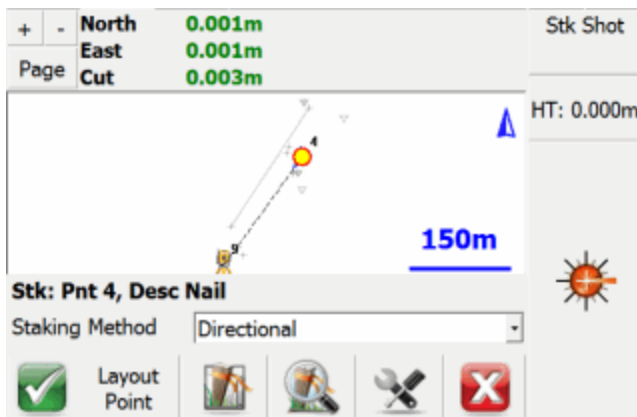 + - North 0.001m
East 0.001m
Page Cut 0.003m
Stk Shot
HT: 0.000m
4
9
150m
Stk: Pnt 4, Desc Nail
Staking Method Directional
Layout
Point